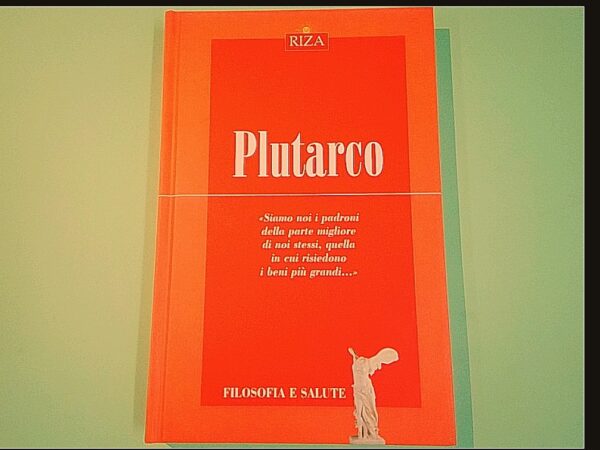 RIZA
Plutarco
«Siamo noi i padroni
della parte migliore
di noi stessi, quella
in cui risiedono
i beni più grandi...»
FILOSOFIA E SALUTE